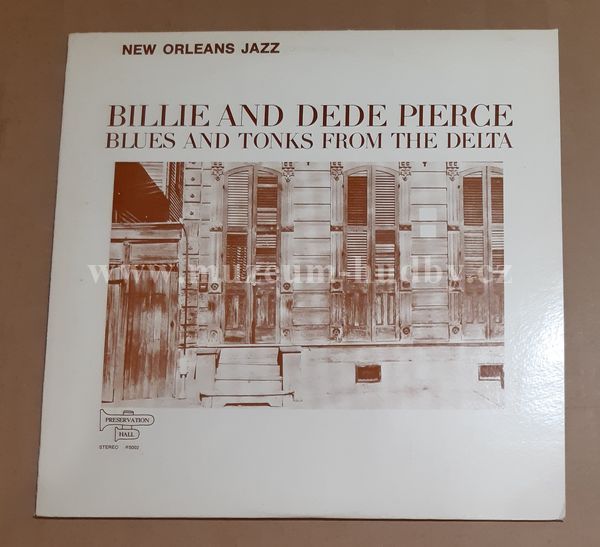 NEW ORLEANS JAZZ
BILLIE AND DEDE PIERCE
BLUES AND TONKS FROM THE DELTA
www.muzeum-hudby.cz
PRESERVATION
HALL
STEREO PS002